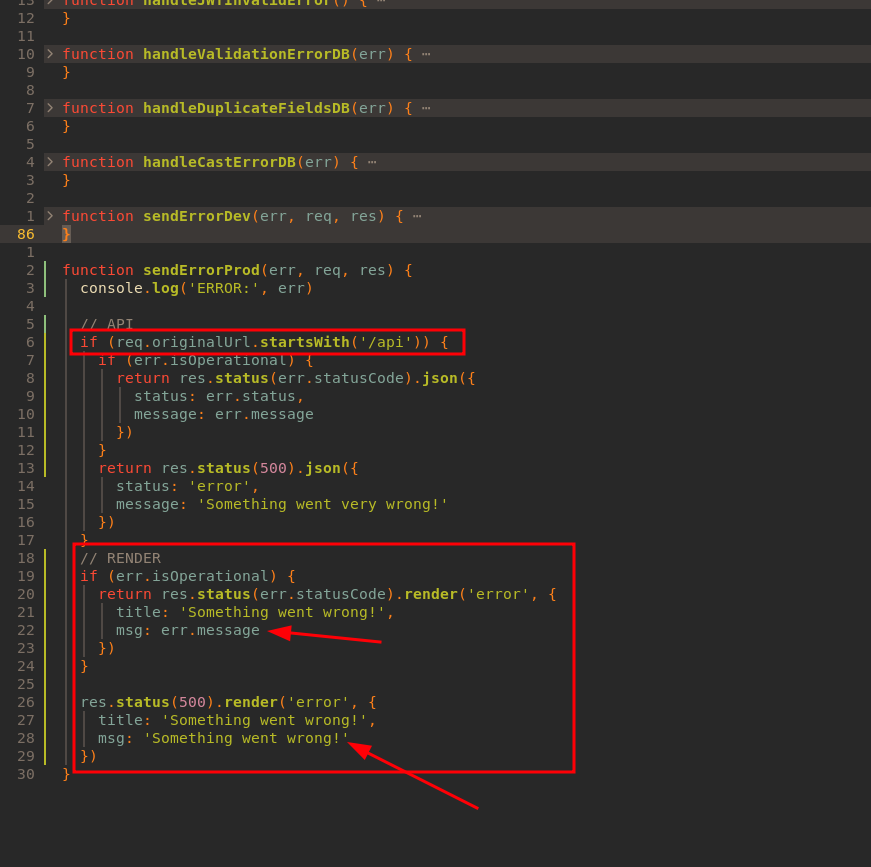 13 function handleJWTInvalidError() { ⋯
12 }
11
10 function handleValidationErrorDB(err) { ⋯
9 }
8
7 function handleDuplicateFieldsDB(err) { ⋯
6 }
5
4 function handleCastErrorDB(err) { ⋯
3 }
2
1 function sendErrorDev(err, req, res) { ⋯
86 }
1
2 function sendErrorProd(err, req, res) {
3 console.log('ERROR:', err)
4
5 // API
6 if (req.originalUrl.startsWith('/api')) {
7 if (err.isOperational) {
8 return res.status(err.statusCode).json({
9 status: err.status,
10 message: err.message
11 })
12 }
13 return res.status(500).json({
14 status: 'error',
15 message: 'Something went very wrong!'
16 })
17 }
18 // RENDER
19 if (err.isOperational) {
20 return res.status(err.statusCode).render('error', {
21 title: 'Something went wrong!',
22 msg: err.message
23 })
24 }
25
26 res.status(500).render('error', {
27 title: 'Something went wrong!',
28 msg: 'Something went wrong!'
29 })
30 }